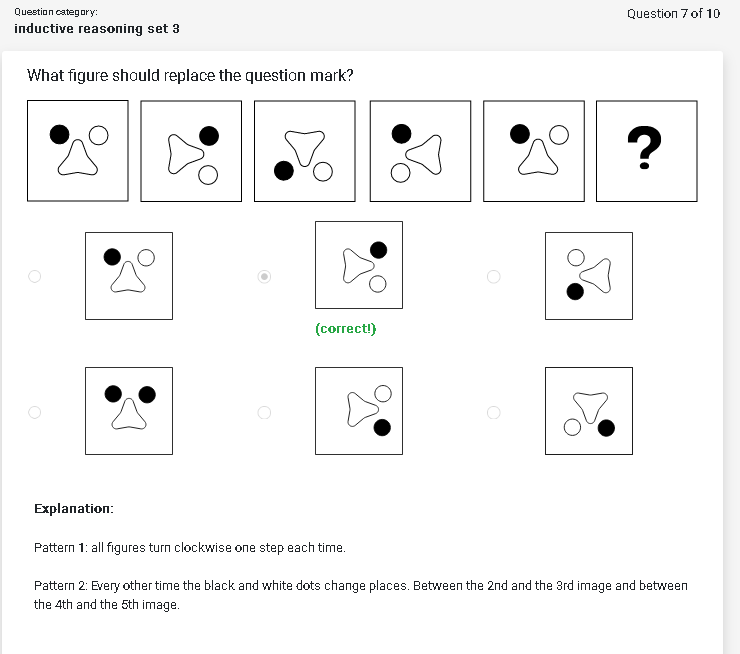 Question category:
Question 7 of 10
inductive reasoning set 3
What figure should replace the question mark?
?
(correct!)
Explanation:
Pattern 1: all figures turn clockwise one step each time.
Pattern 2: Every other time the black and white dots change places. Between the 2nd and the 3rd image and between
the 4th and the 5th image.